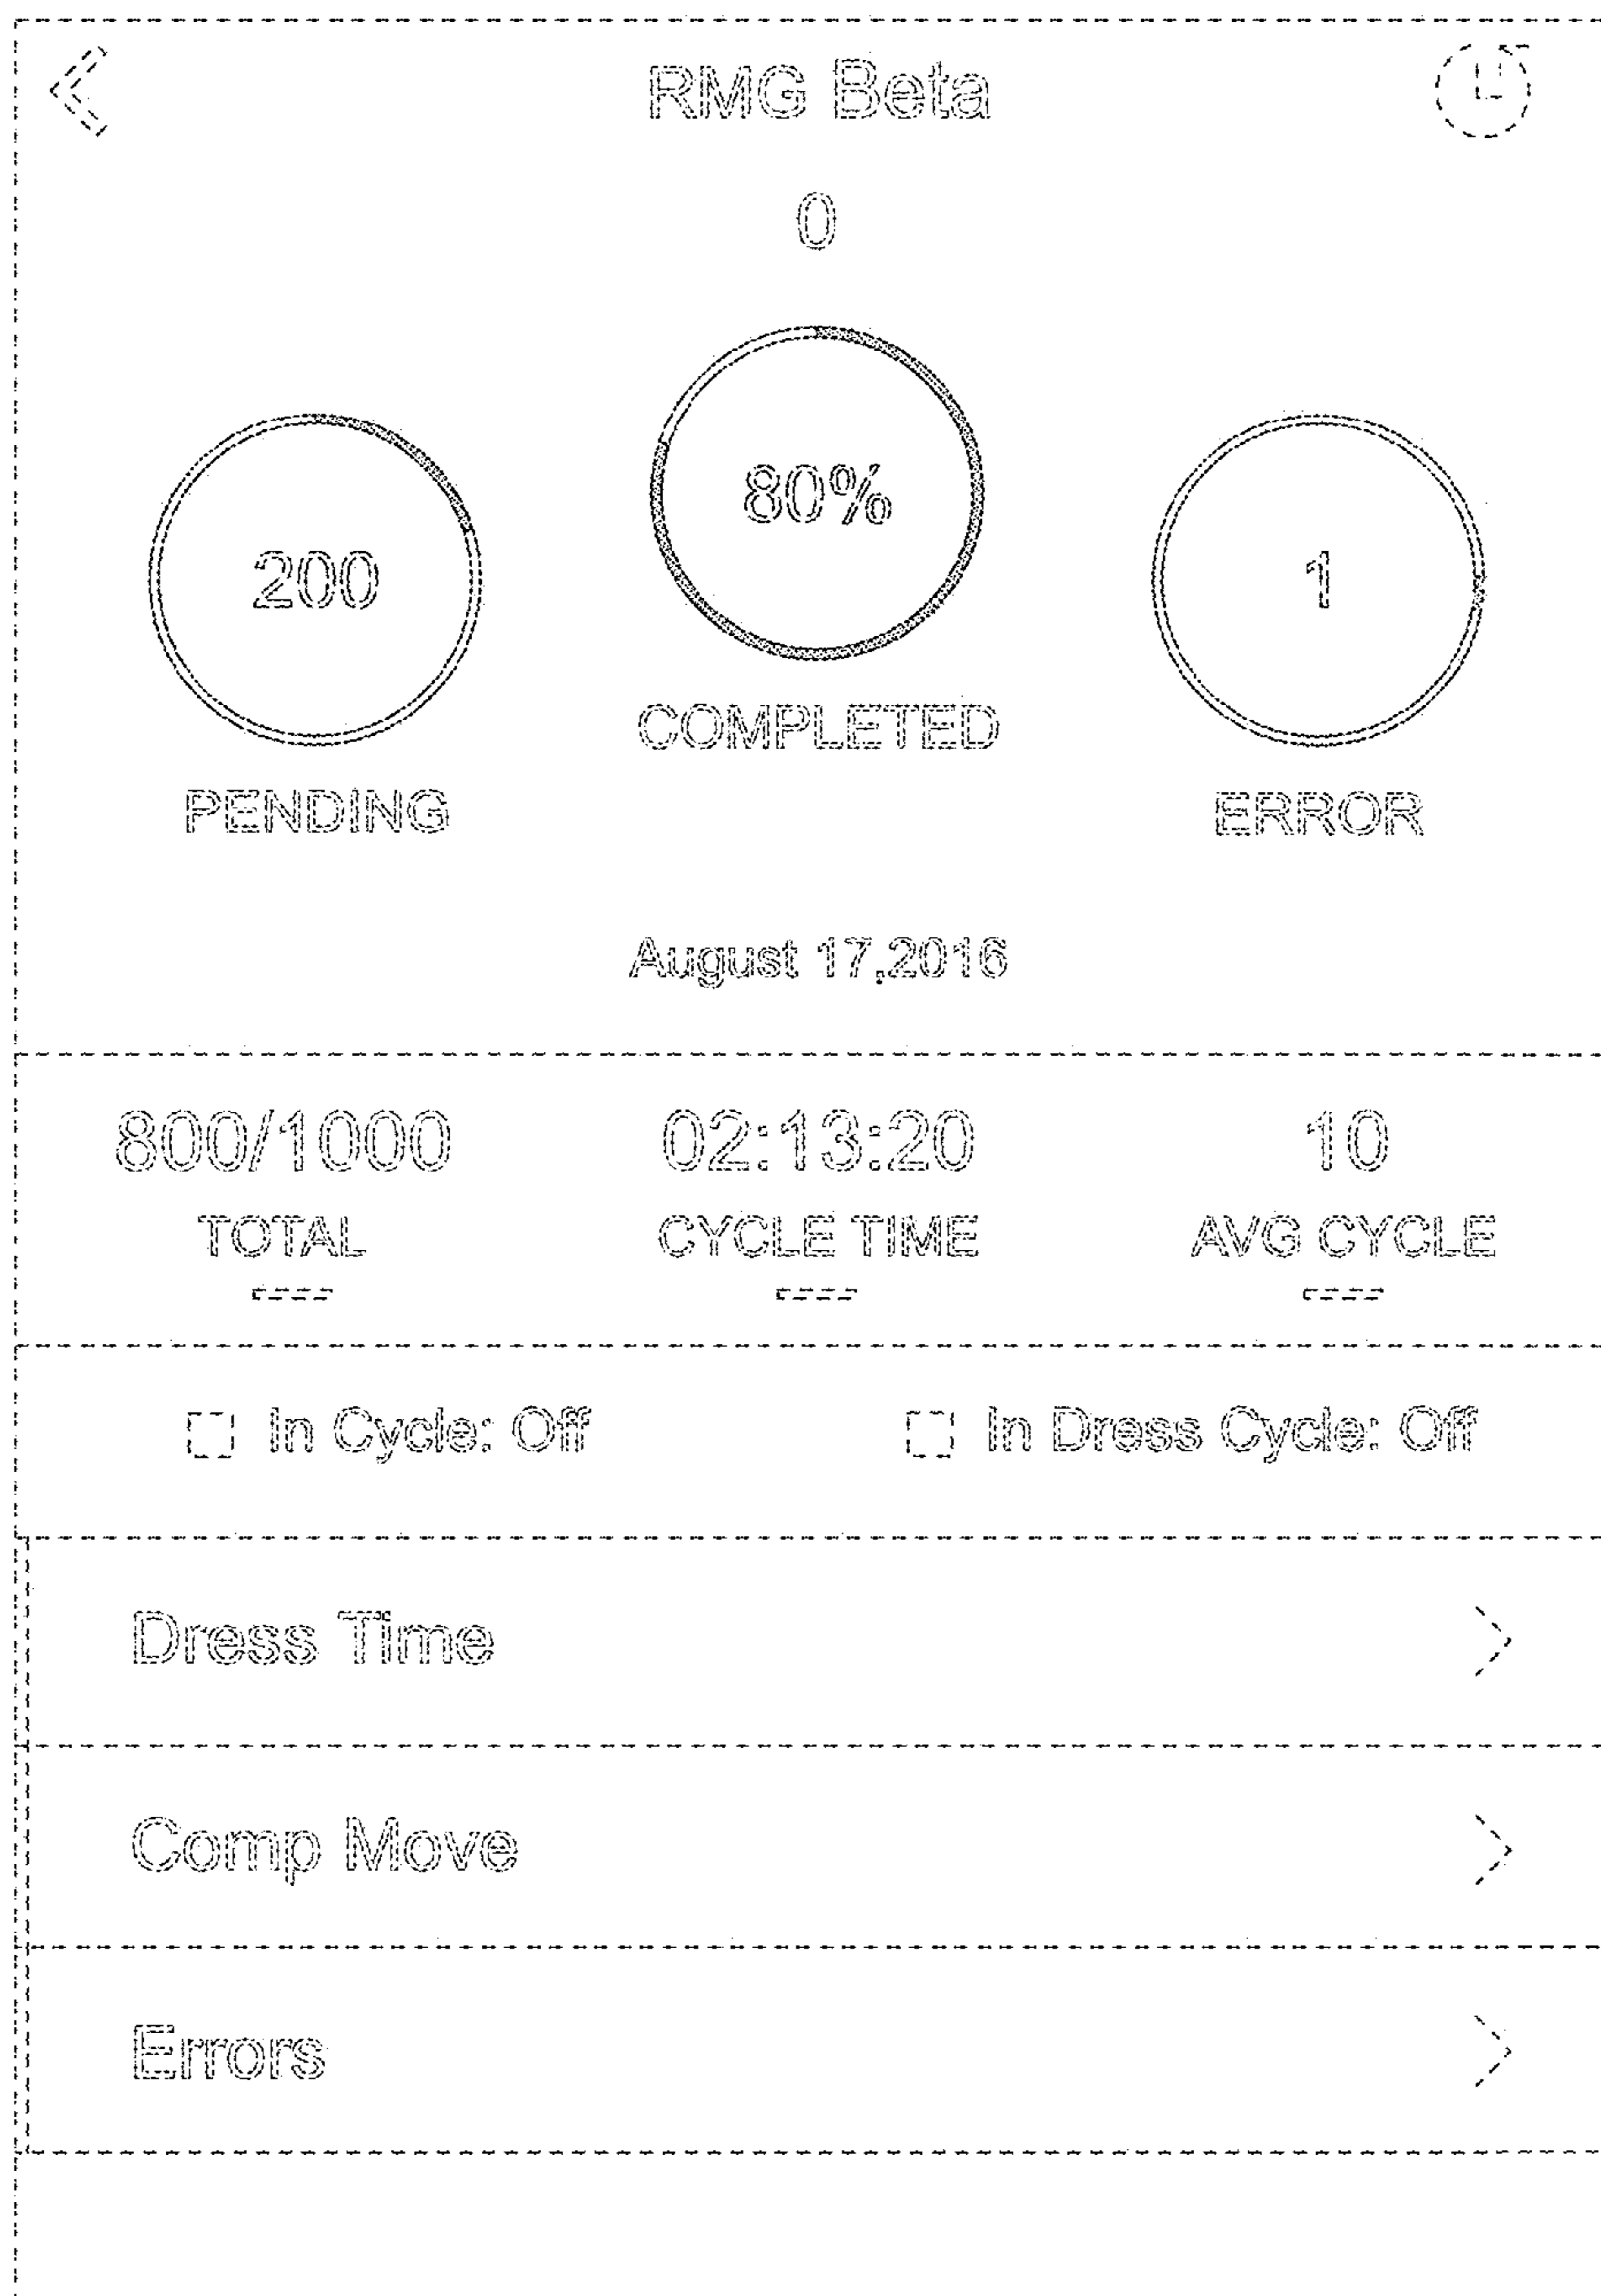 RMG Beta
0
80%
200
1
COMPLETED
PENDING
ERROR
August 17,2016
800/1000
02:13:20
10
TOTAL
CYCLE TIME
AVG CYCLE
In Cycle: Off
In Dress Cycle: Off
Dress Time
Comp Move
Errors